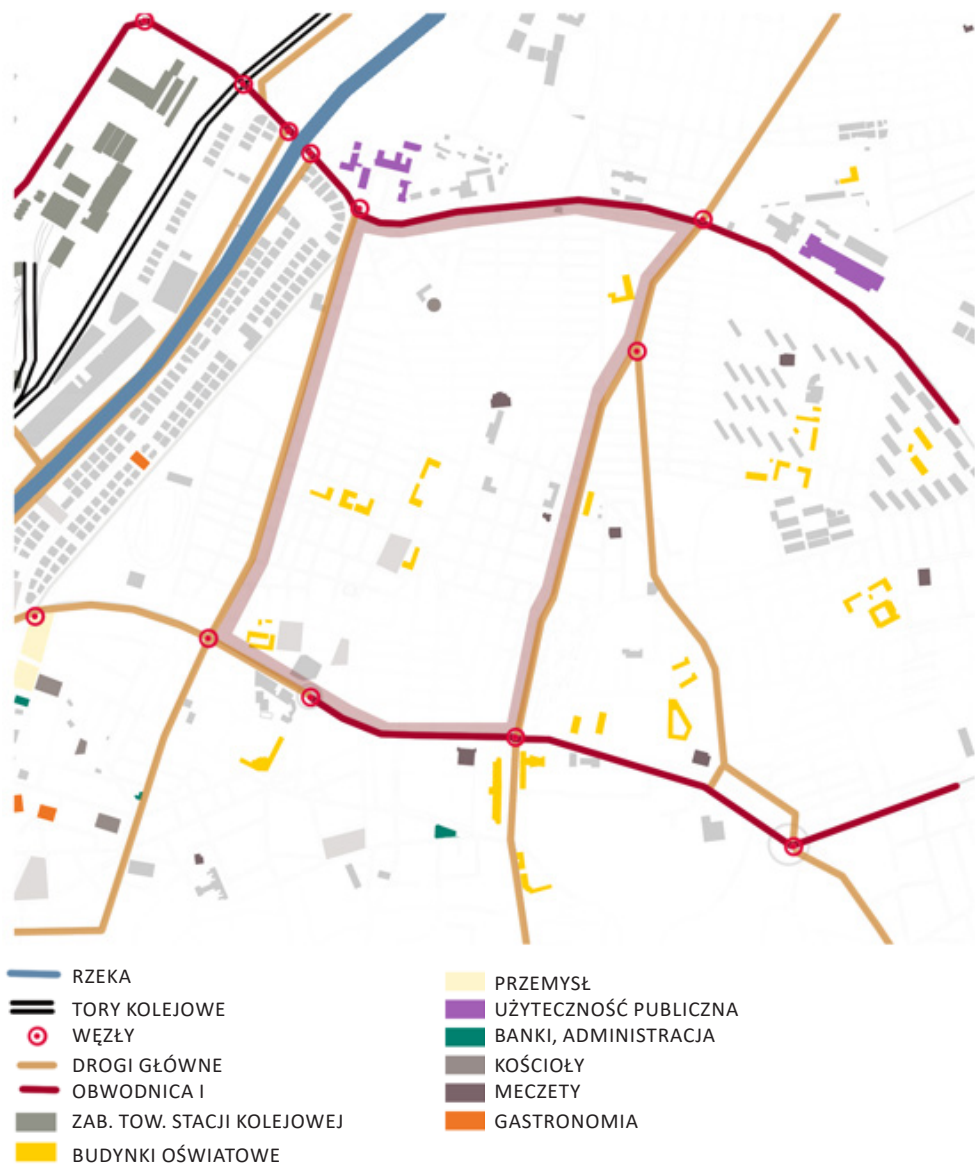 RZEKA
TORY KOLEJOWE
WĘZŁY
DROGI GŁÓWNE
OBWODNICA I
ZAB. TOW. STACJI KOLEJOWEJ
BUDYNKI OŚWIATOWE
PRZEMYSŁ
UŻYTECZNOŚĆ PUBLICZNA
BANKI, ADMINISTRACJA
KOŚCIOŁY
MECZETY
GASTRONOMIA